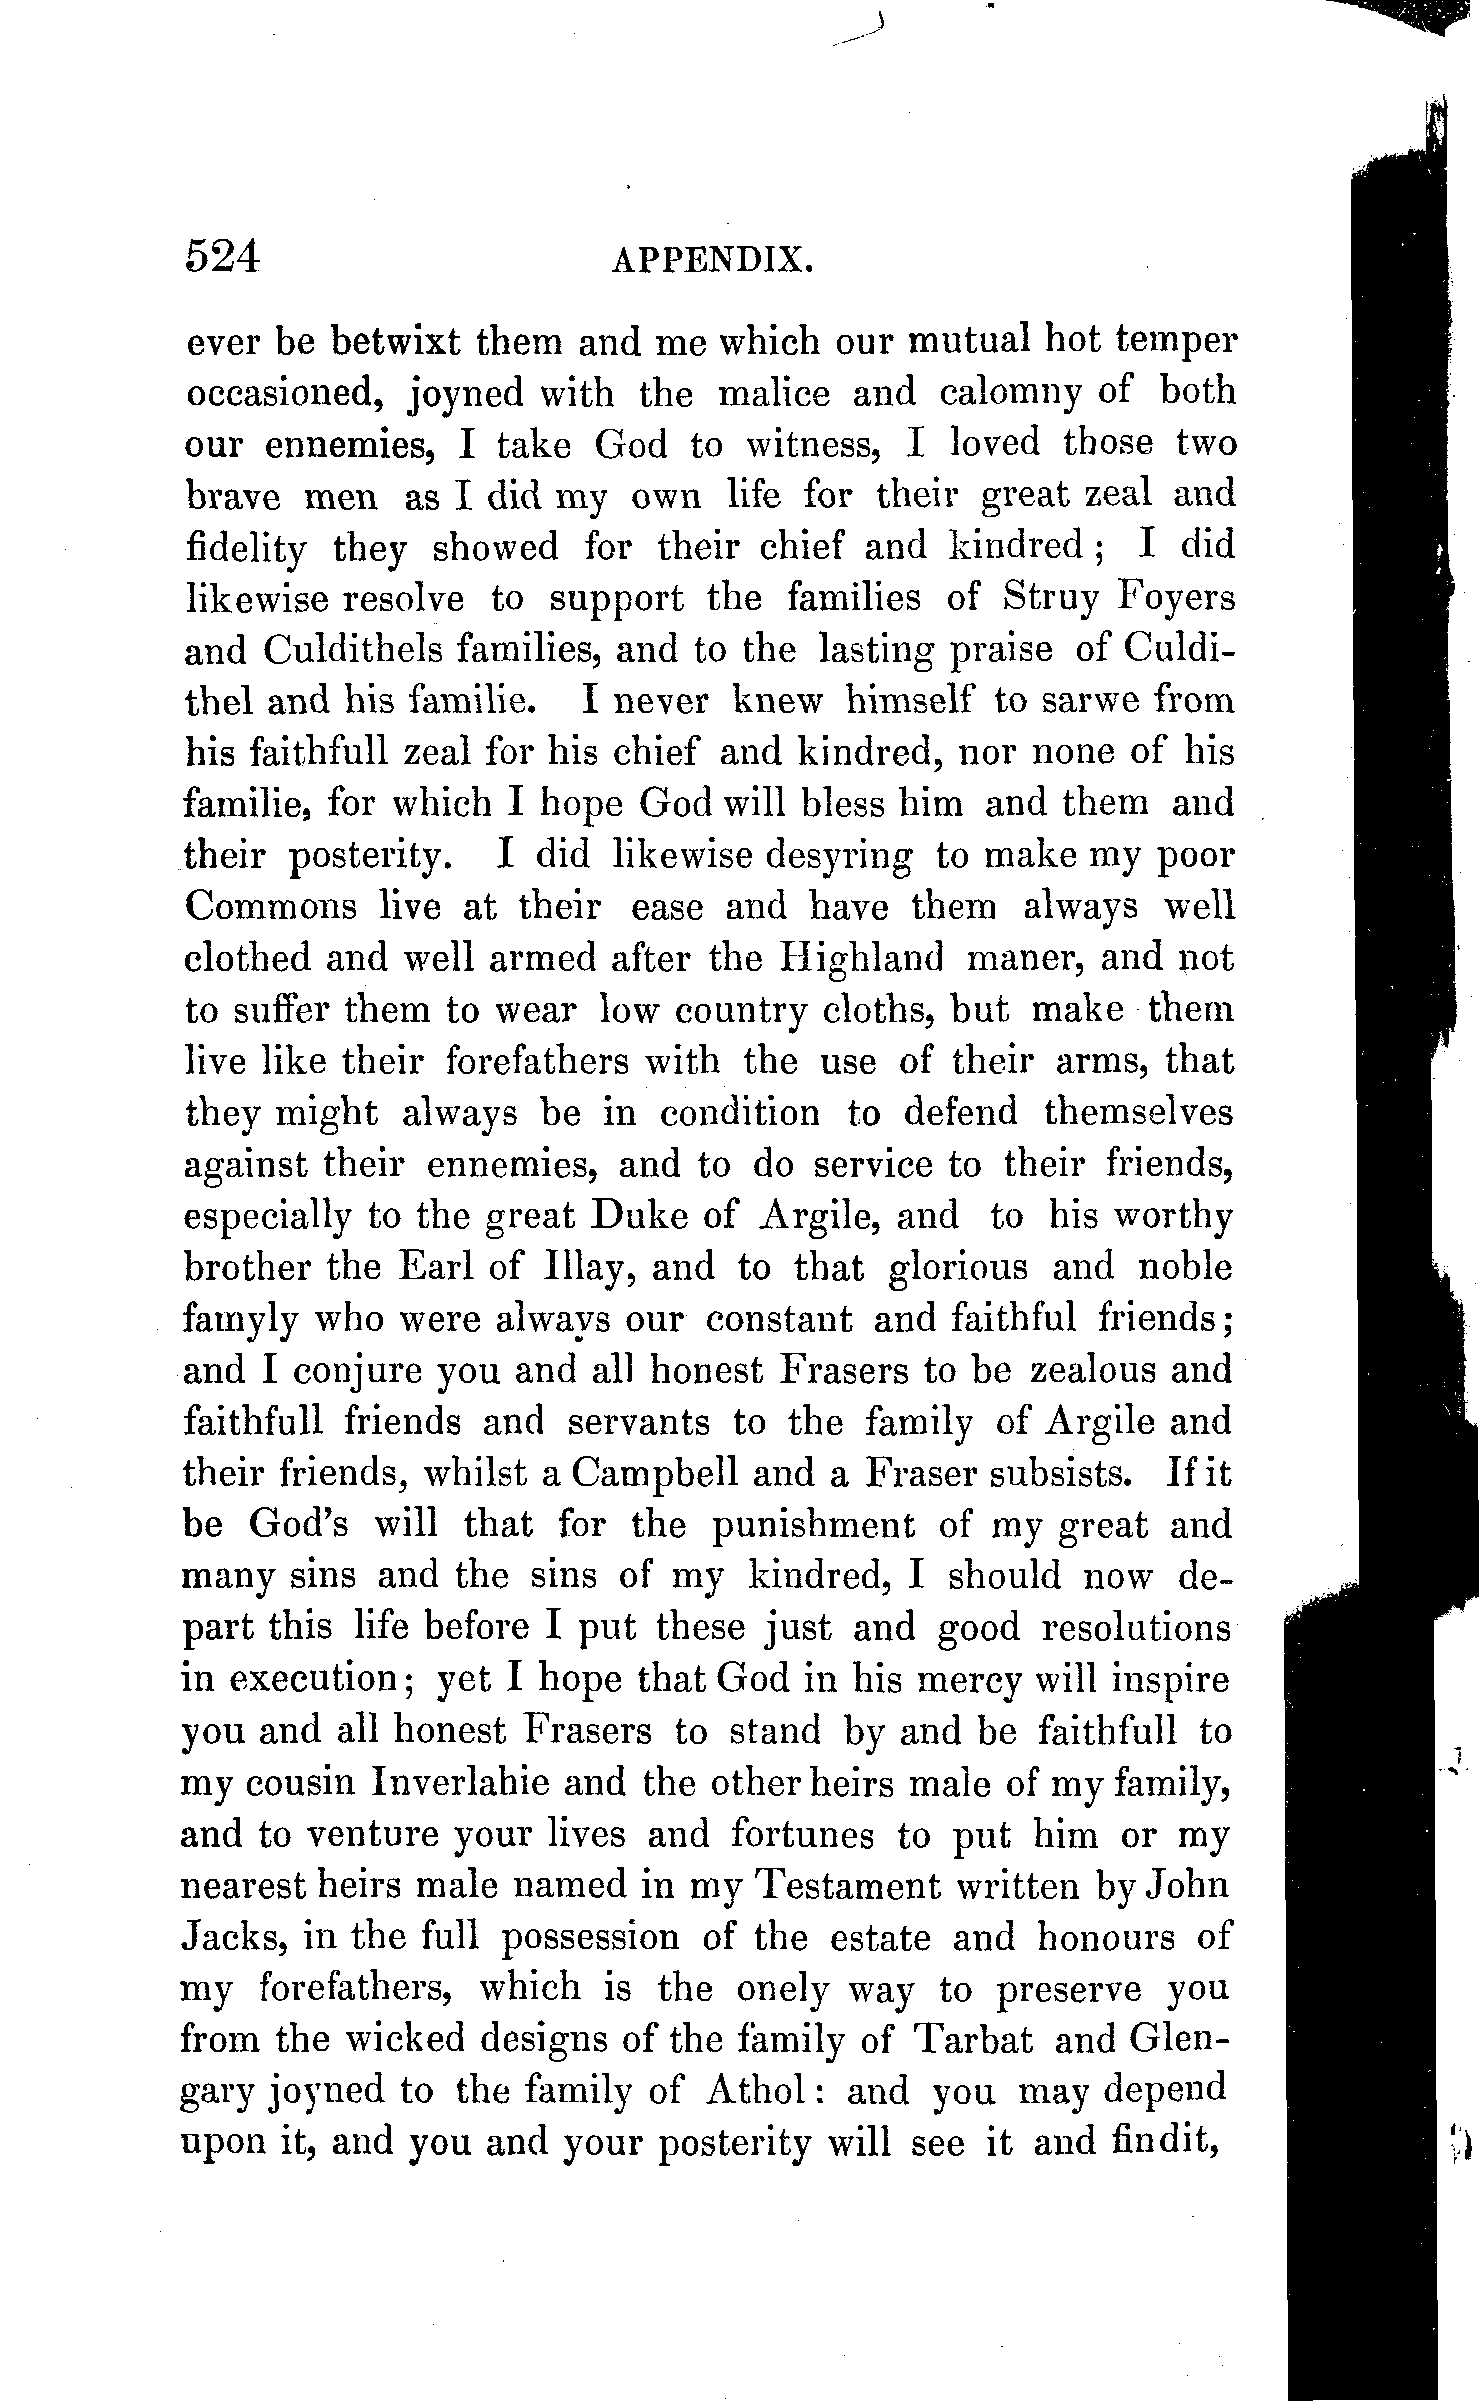 524 APPENDIX.
ever be betwixt them and me which our mutual hot temper
occasioned, joyned with the malice and calomny of both
our ennemies, I take God to witness, I loved those two
brave men as I did my own life for their great zeal and
fidelity they showed for their chief and kindred; I did
likewise resolve to support the families of Struy Foyers
and Culdithels families, and to the lasting praise of Culdi-
thel and his familie. I never knew himself to sarwe from
his faithfull zeal for his chief and kindred, nor none of his
familie, for which I hope God will bless him and them and
their posterity. I did likewise desyring to make my poor
Commons live at their ease and have them always well
clothed and well armed after the Highland maner, and not
to suffer them to wear low country cloths, but make them
live like their forefathers with the use of their arms, that
they might always be in condition to defend themselves
against their ennemies, and to do service to their friends,
especially to the great Duke of Argile, and to his worthy
brother the Earl of Illay, and to that glorious and noble
famyly who were always our constant and faithful friends;
and I conjure you and all honest Frasers to be zealous and
faithfull friends and servants to the family of Argile and
their friends, whilst a Campbell and a Fraser subsists. If it
be God's will that for the punishment of my great and
many sins and the sins of my kindred, I should now de-
part this life before I put these just and good resolutions
in execution; yet I hope that God in his mercy will inspire
you and all honest Frasers to stand by and be faithfull to
my cousin Inverlahie and the other heirs male of my family,
and to venture your lives and fortunes to put him or my
nearest heirs male named in my Testament written by John
Jacks, in the full possession of the estate and honours of
my forefathers, which is the onely way to preserve you
from the wicked designs of the family of Tarbat and Glen-
gary joyned to the family of Athol: and you may depend
upon it, and you and your posterity will see it and findit,